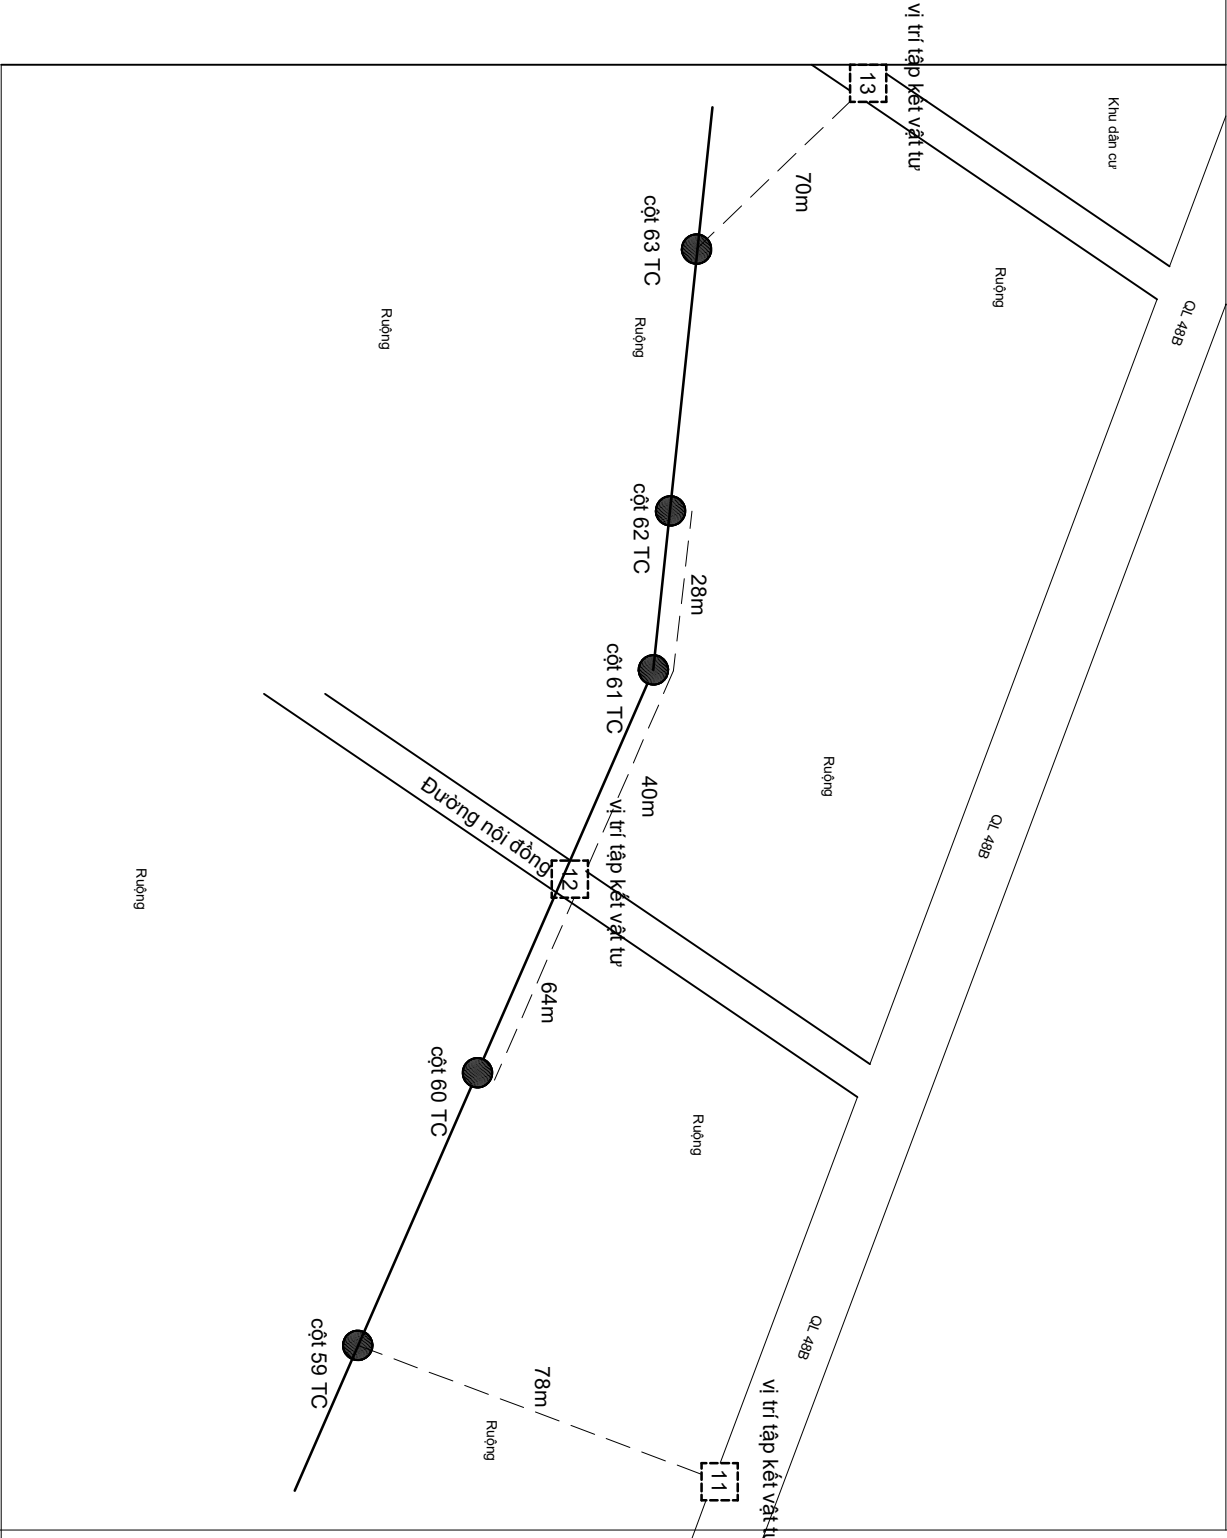 vị trí tập kết vật tư
13
Khu dân cư
70m
cột 63 TC
Ruộng
QL 48B
Ruộng
Ruộng
cột 62 TC
28m
cột 61 TC
40m
vị trí tập kết vật tư
Ruộng
QL 48B
Đường nội đồng
12
Ruộng
64m
cột 60 TC
Ruộng
cột 59 TC
78m
QL 48B
Ruộng
vị trí tập kết vật tư
11